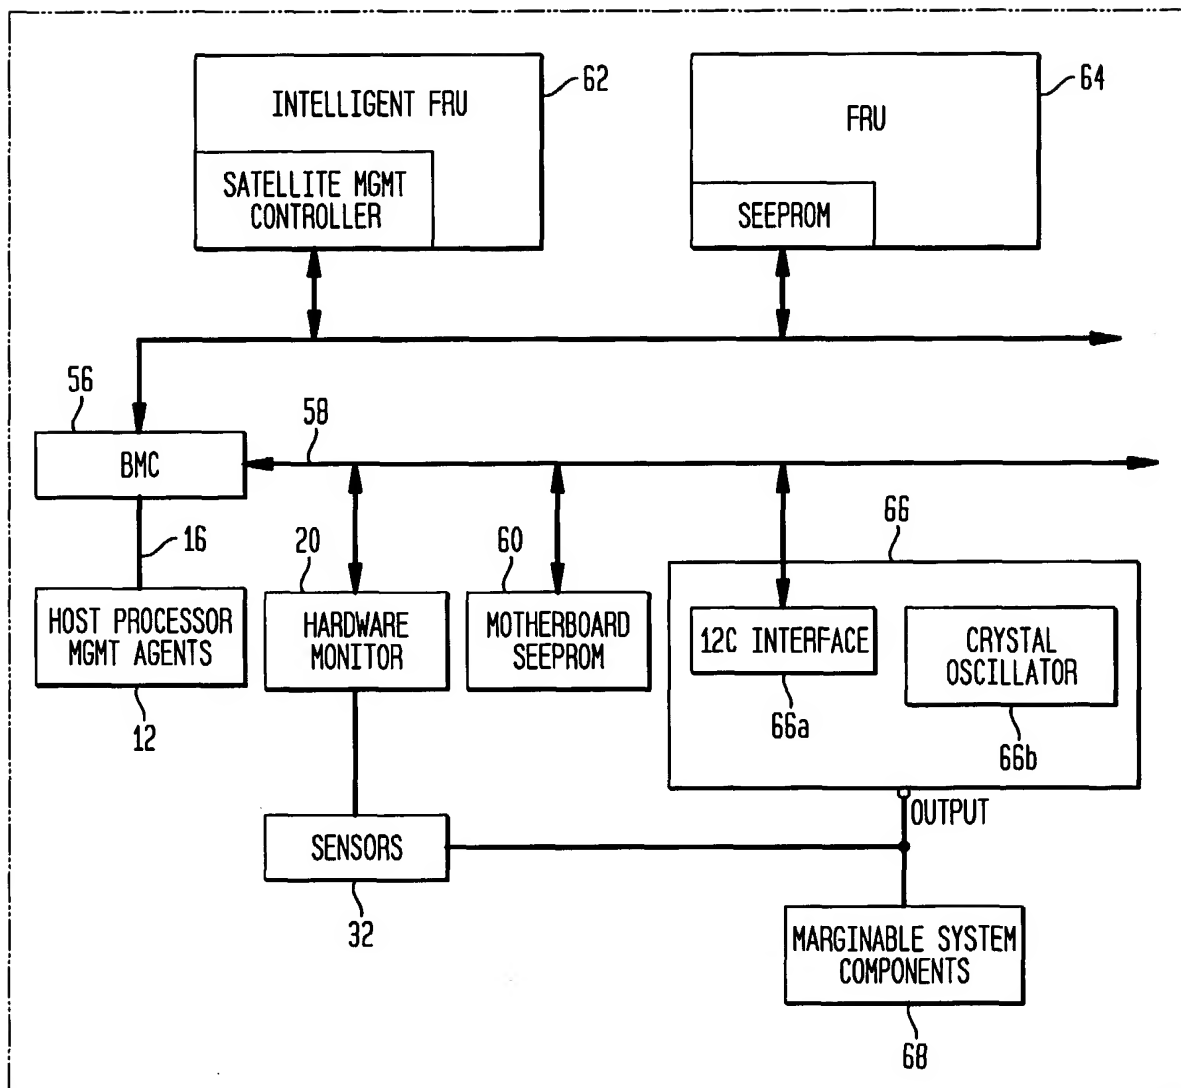 62
64
INTELLIGENT FRU
FRU
SATELLITE MGMT
CONTROLLER
SEEPROM
56
58
BMC
16
20
60
66
HOST PROCESSOR
MGMT AGENTS
HARDWARE
MONITOR
MOTHERBOARD
SEEPROM
12C INTERFACE
CRYSTAL
OSCILLATOR
12
66a
66b
OUTPUT
SENSORS
32
MARGINABLE SYSTEM
COMPONENTS
68